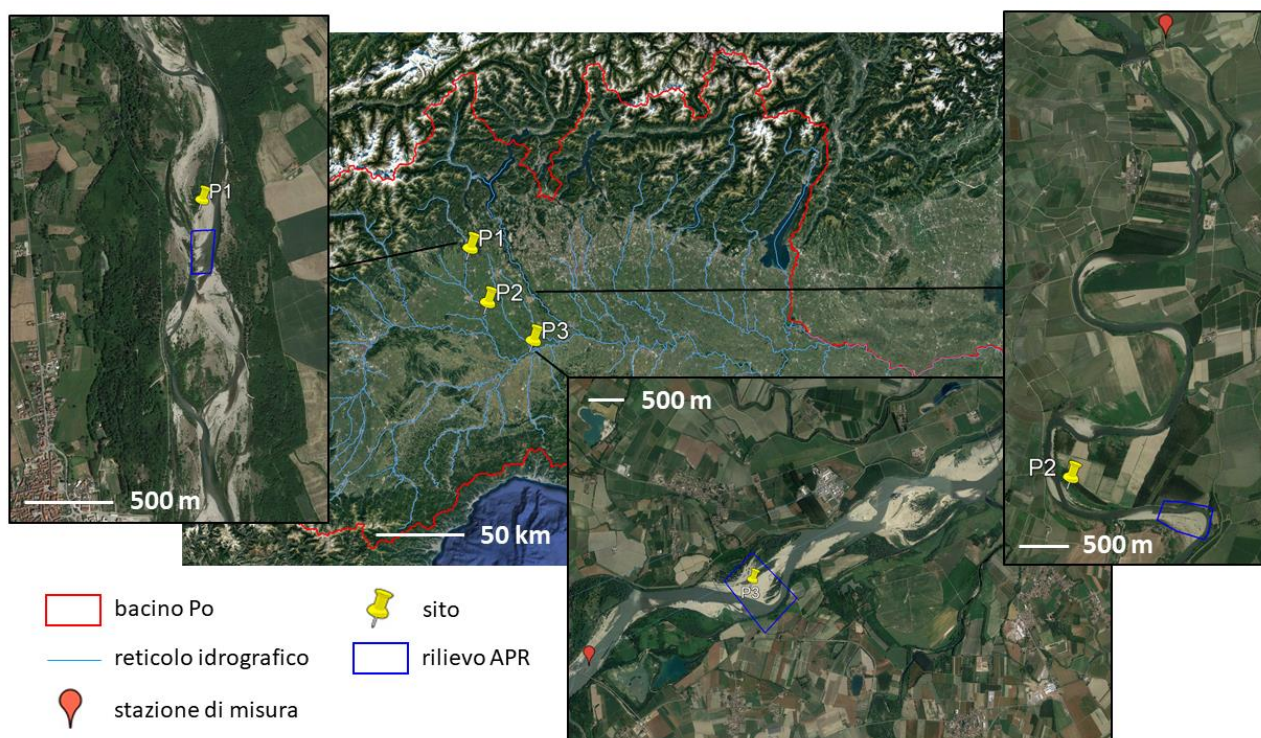 P1
500 m
P1
P2
P3
50 km
500 m
P3
P2
500 m
bacino Po
sito
reticolo idrografico
rilievo APR
stazione di misura